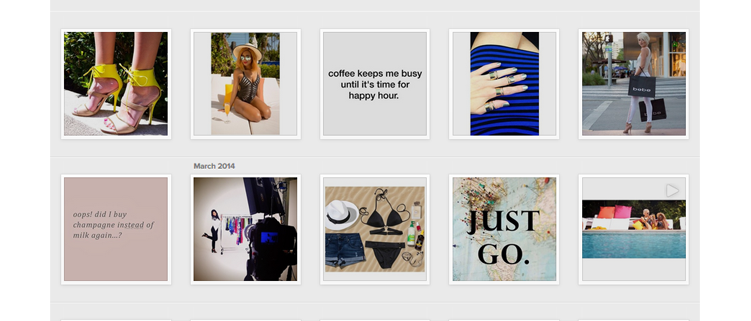 coffee keeps me busy
until it's time for
happy hour.
bebe
March 2014
oops! did I buy
champagne instead of
milk again...?
JUST
GO.